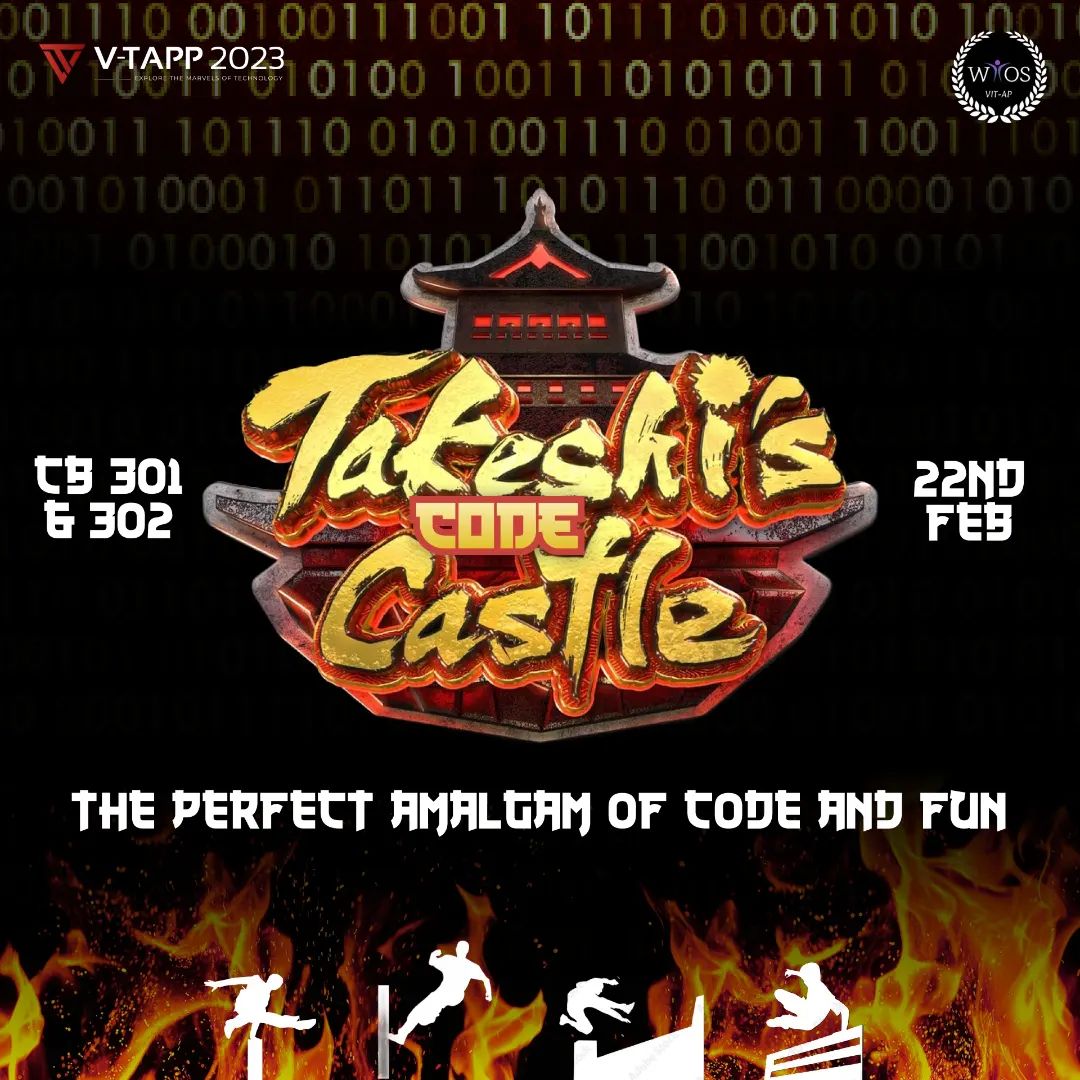 V-TAPP 2023
EXPLORE THE MARVELS OF TECHNOLOGY
WiOS
VIT-AP
Takeshi's
CODE
Castle
CB 301
& 302
22ND
FEB
THE PERFECT AMALGAM OF CODE AND FUN